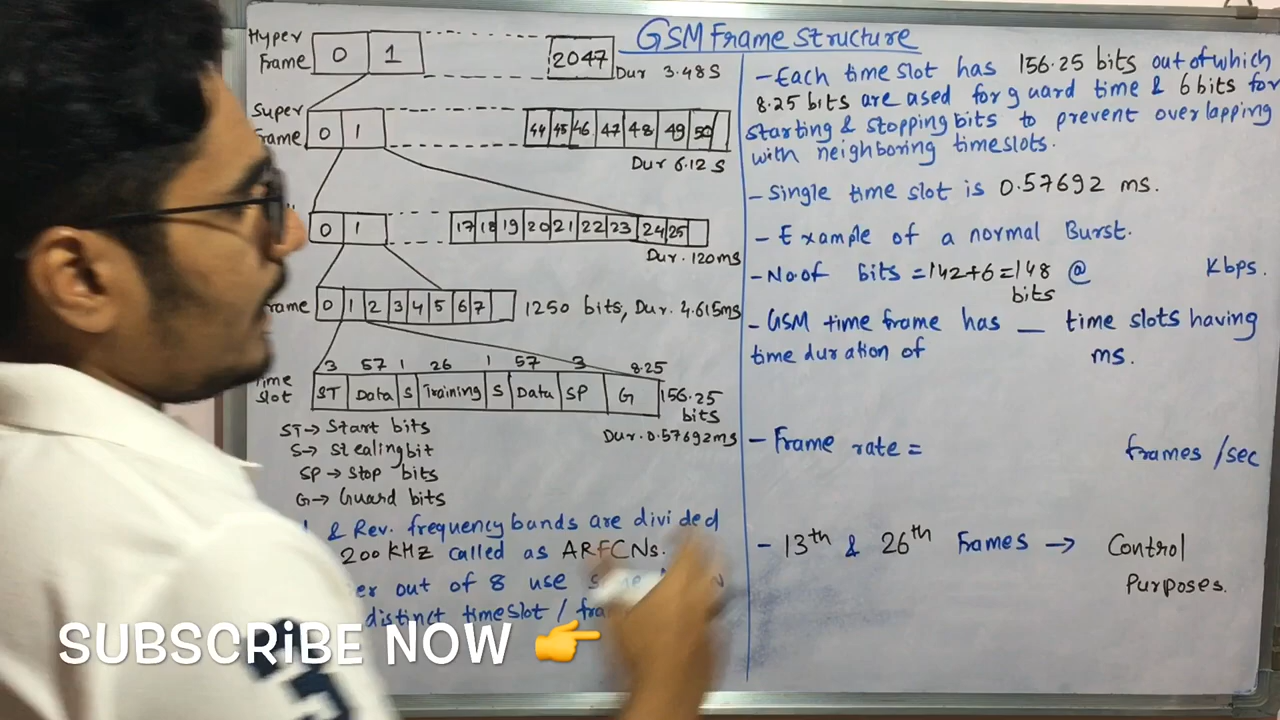 GSM Frame Structure
Hyper
Frame
0 1 2047
Dur 3.48S
Super
frame
0 1 44 45 46 47 48 49 50
Dur 6.12 S
0 1 17 18 19 20 21 22 23 24 25
Dur. 120ms
rame 0 1 2 3 4 5 6 7 1250 bits, Dur. 4.615ms
3 57 1 26 1 57 3 8.25
ime
slot
ST Data S Training S Data SP G 156.25
bits
Dur. 0.57692ms
ST→ Start bits
S→ Stealing bit
SP → Stop bits
G→ Guard bits
& Rev. frequency bands are divided
200 KHZ called as ARFCNs.
er out of 8 use
distinct timeslot /
- Each time slot has 156.25 bits out of which
8.25 bits are ased for guard time & 6 bits for
starting & stopping bits to prevent overlapping
with neighboring timeslots.
- Single time slot is 0.57692 ms.
- Example of a normal Burst.
- No. of bits = 142+6 = 148 @ Kbps.
bits
- GSM time frame has _ time slots having
time duration of ms.
- Frame rate = frames /sec
- 13th & 26th Frames → Control
Purposes.
SUBSCRiBE NOW